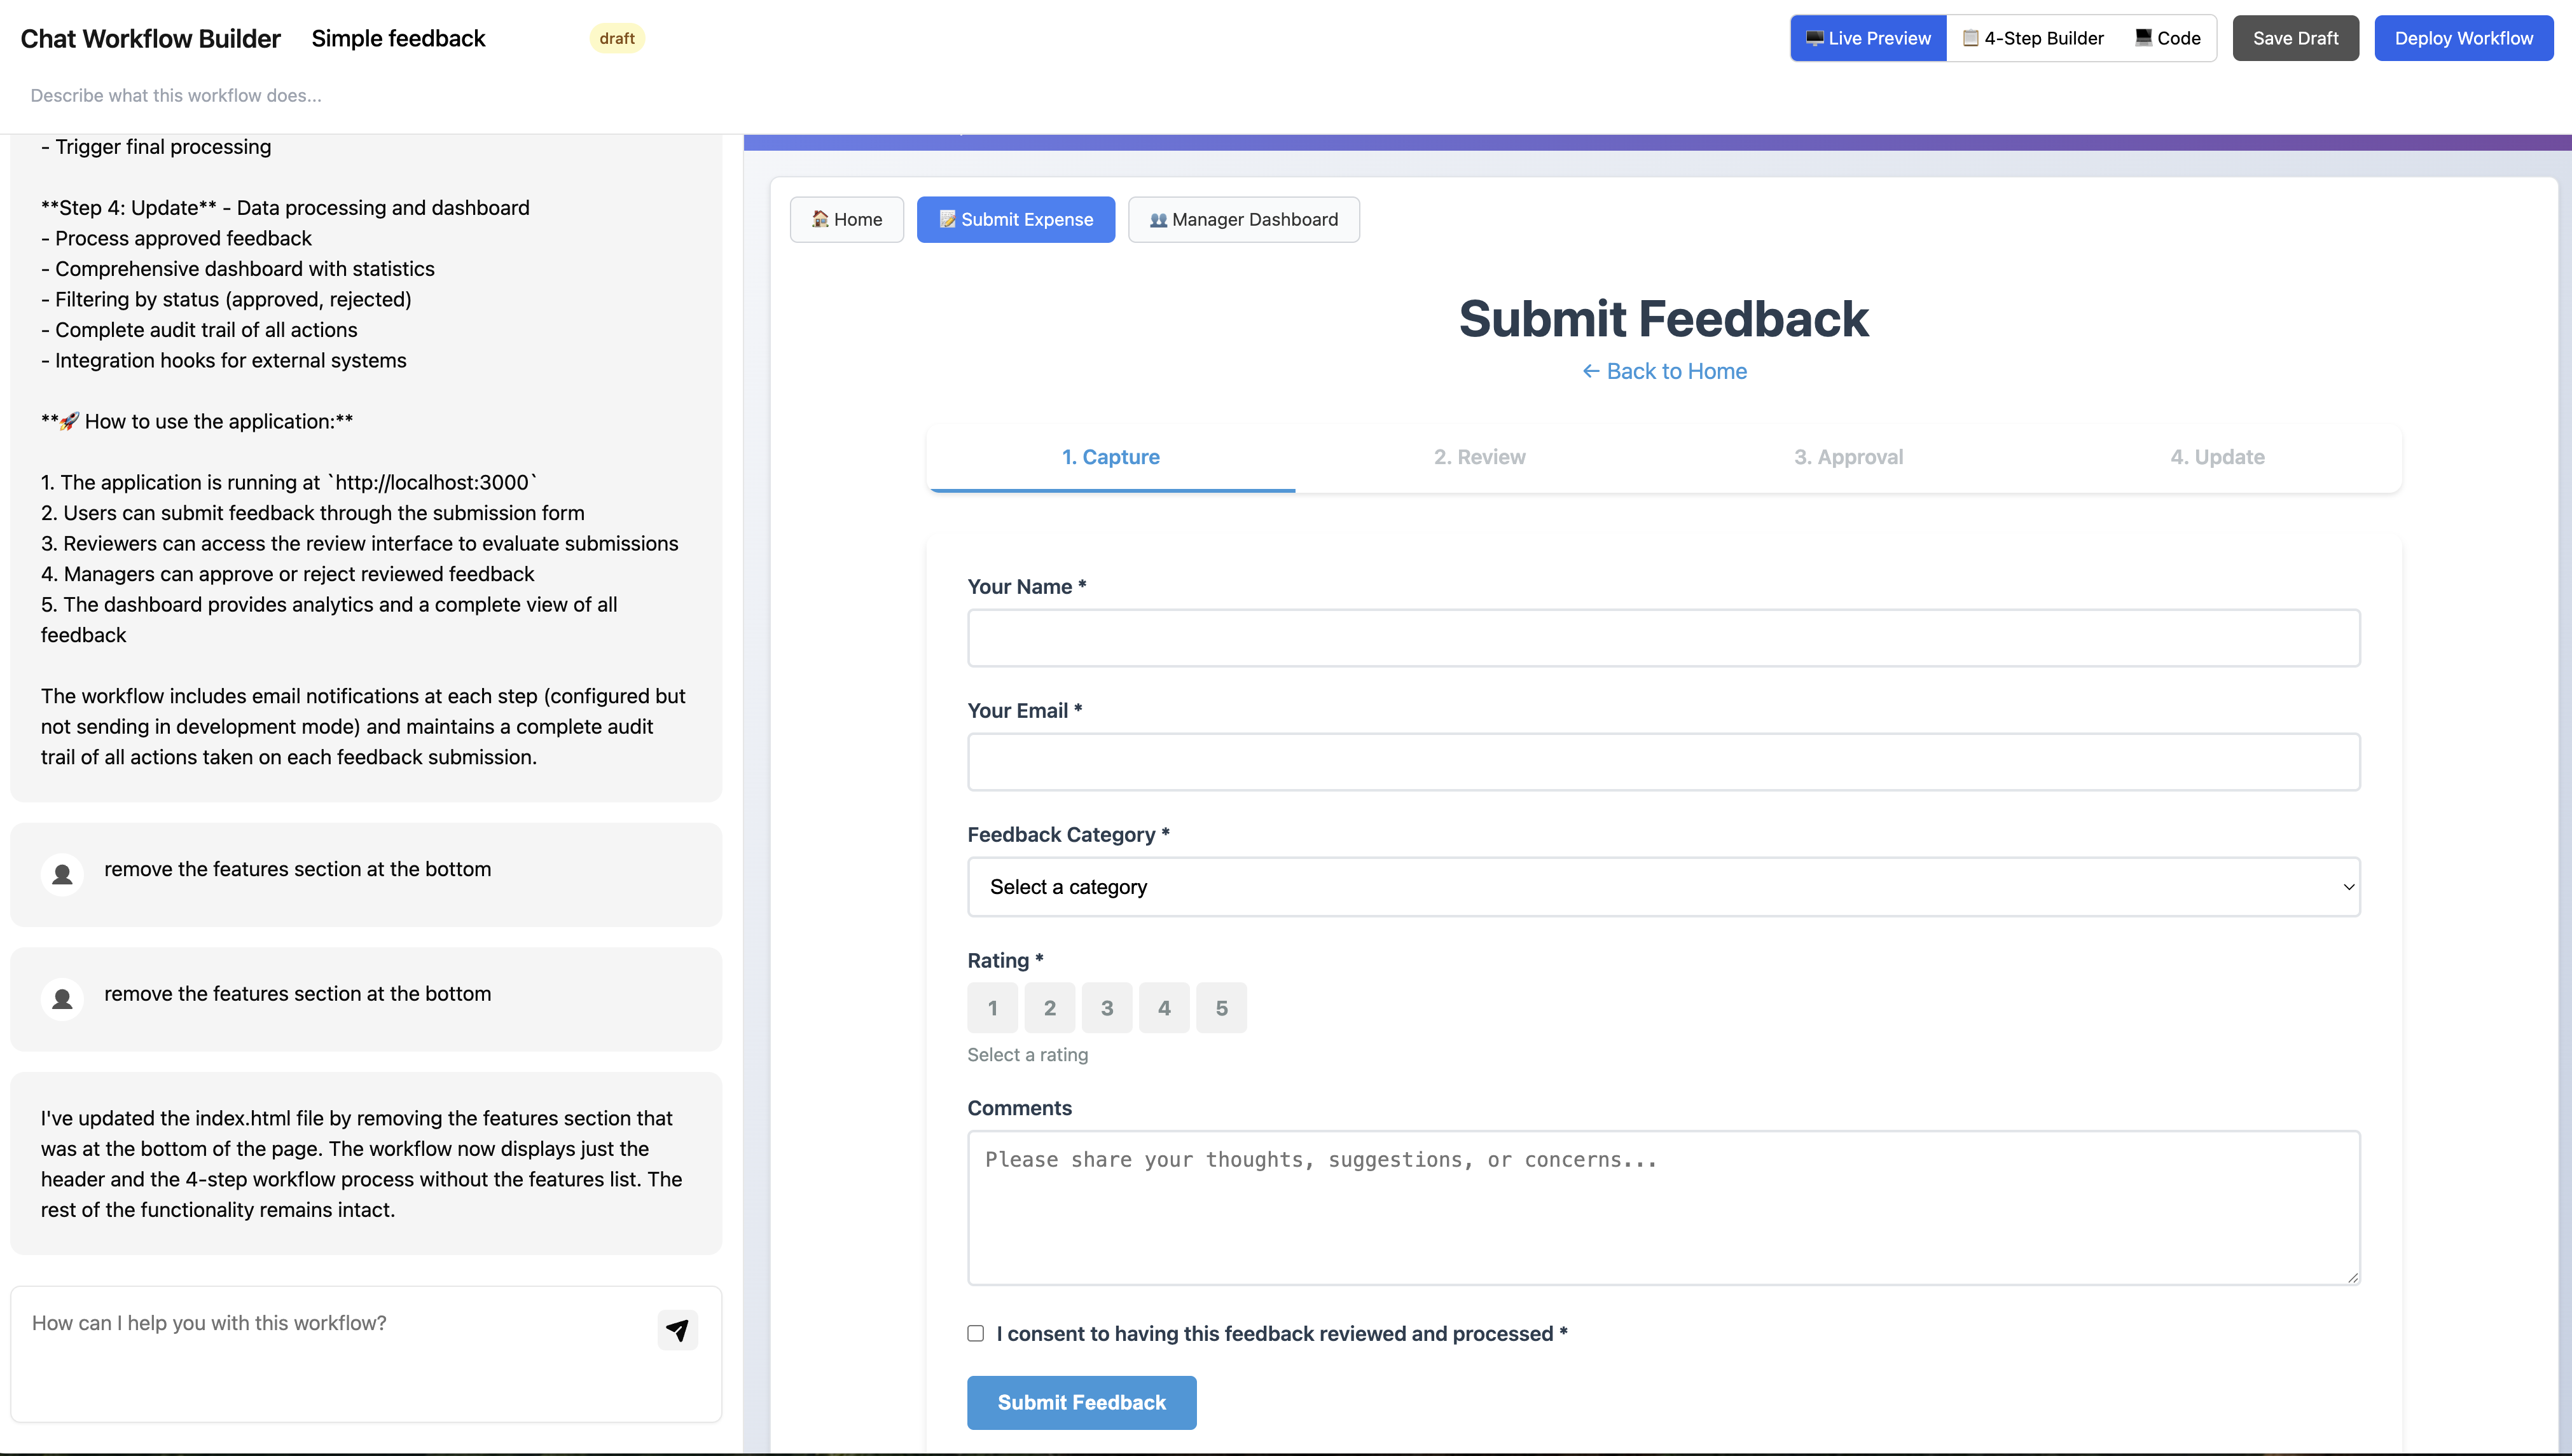 Chat Workflow Builder
Simple feedback
draft
Live Preview
4-Step Builder
Code
Save Draft
Deploy Workflow
Describe what this workflow does...
- Trigger final processing
**Step 4: Update** - Data processing and dashboard
- Process approved feedback
- Comprehensive dashboard with statistics
- Filtering by status (approved, rejected)
- Complete audit trail of all actions
- Integration hooks for external systems
**🚀 How to use the application:**
1. The application is running at `http://localhost:3000`
2. Users can submit feedback through the submission form
3. Reviewers can access the review interface to evaluate submissions
4. Managers can approve or reject reviewed feedback
5. The dashboard provides analytics and a complete view of all
feedback
The workflow includes email notifications at each step (configured but
not sending in development mode) and maintains a complete audit
trail of all actions taken on each feedback submission.
remove the features section at the bottom
remove the features section at the bottom
I've updated the index.html file by removing the features section that
was at the bottom of the page. The workflow now displays just the
header and the 4-step workflow process without the features list. The
rest of the functionality remains intact.
How can I help you with this workflow?
Home
Submit Expense
Manager Dashboard
Submit Feedback
← Back to Home
1. Capture
2. Review
3. Approval
4. Update
Your Name *
Your Email *
Feedback Category *
Select a category
Rating *
1
2
3
4
5
Select a rating
Comments
Please share your thoughts, suggestions, or concerns...
I consent to having this feedback reviewed and processed *
Submit Feedback